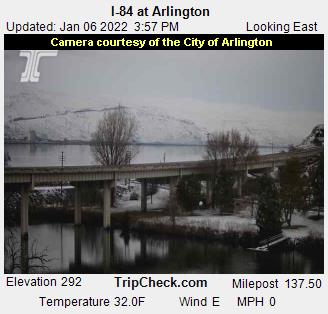 I-84 at Arlington
Updated: Jan 06 2022 3:57 PM Looking East
Camera courtesy of the City of Arlington
Elevation 292 TripCheck.com Milepost 137.50
Temperature 32.0F Wind E MPH 0